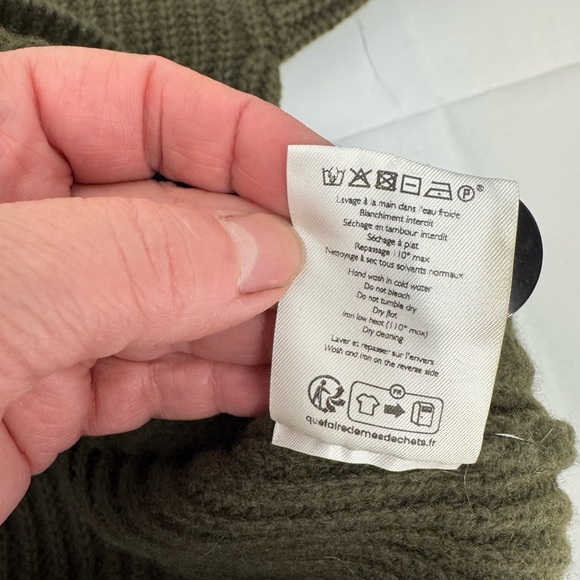 P ®
Lavage à la main dans l'eau froide
Blanchiment interdit
Séchage en tambour interdit
Séchage à plat
Repassage 110° max
Nettoyage à sec tous solvants normaux
Hand wash in cold water
Do not bleach
Do not tumble dry
Dry flat
iron low heat (110° max)
Dry cleaning
Laver et repasser sur l'envers
Wash and iron on the reverse side
FR
quefairedemesdechets.fr